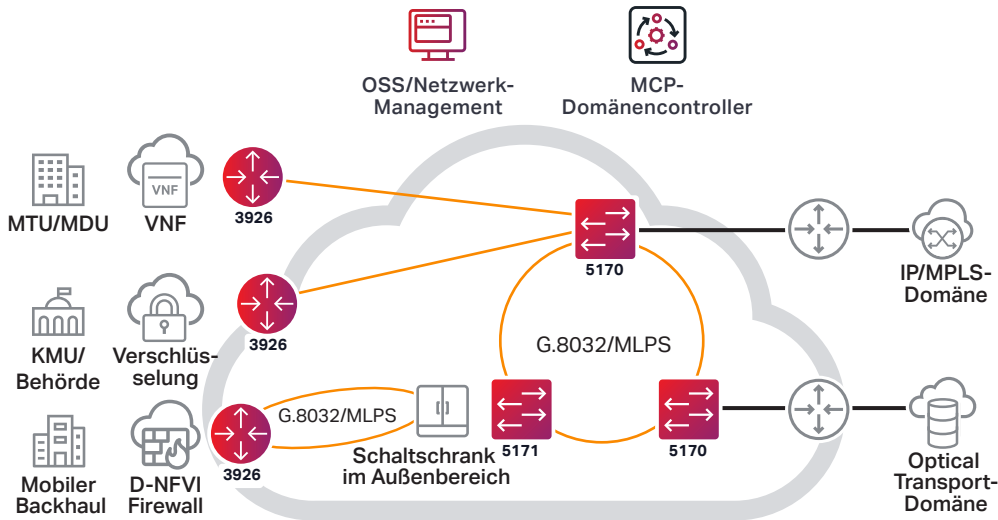 OSS/Netzwerk-
Management
MCP-
Domänencontroller
MTU/MDU
VNF
VNF
3926
5170
IP/MPLS-
Domäne
KMU/
Behörde
Verschlüs-
selung
3926
G.8032/MLPS
G.8032/MLPS
Mobiler
Backhaul
D-NFVI
Firewall
3926
Schaltschrank
im Außenbereich
5171
5170
Optical
Transport-
Domäne